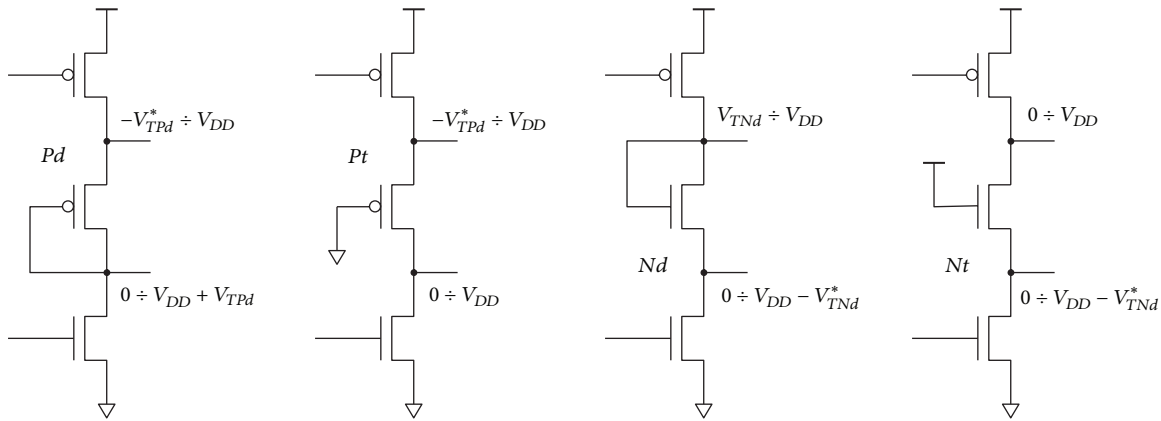 −V*TPd ÷ VDD
Pd
0 ÷ VDD + VTPd
−V*TPd ÷ VDD
Pt
0 ÷ VDD
VTNd ÷ VDD
Nd
0 ÷ VDD − V*TNd
0 ÷ VDD
Nt
0 ÷ VDD − V*TNd